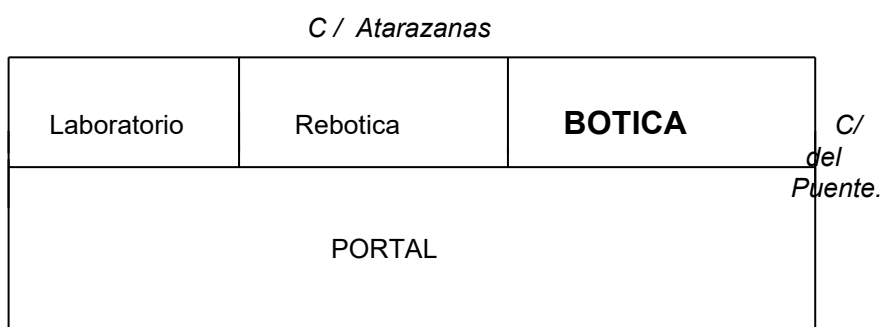 C / Atarazanas
Laboratorio Rebotica BOTICA C/
del
Puente.
PORTAL